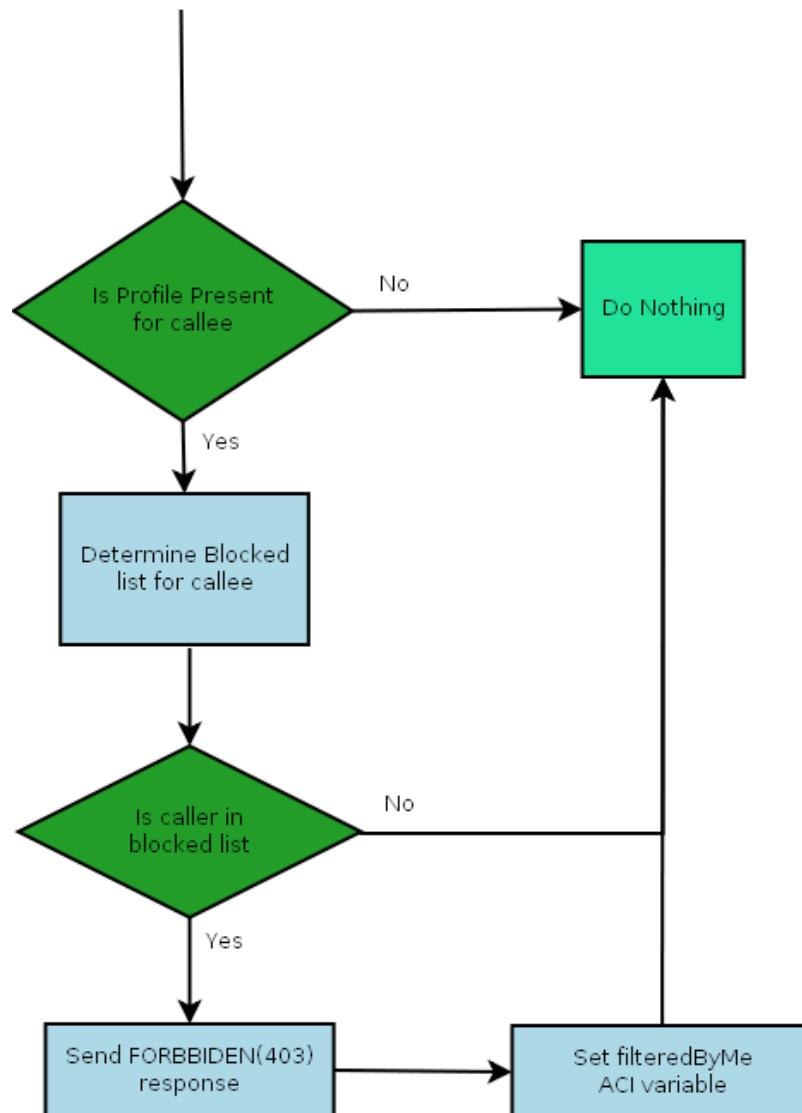 Is Profile Present
for callee
No
Do Nothing
Yes
Determine Blocked
list for callee
Is caller in
blocked list
No
Yes
Send FORBBIDEN(403)
response
Set filteredByMe
ACI variable